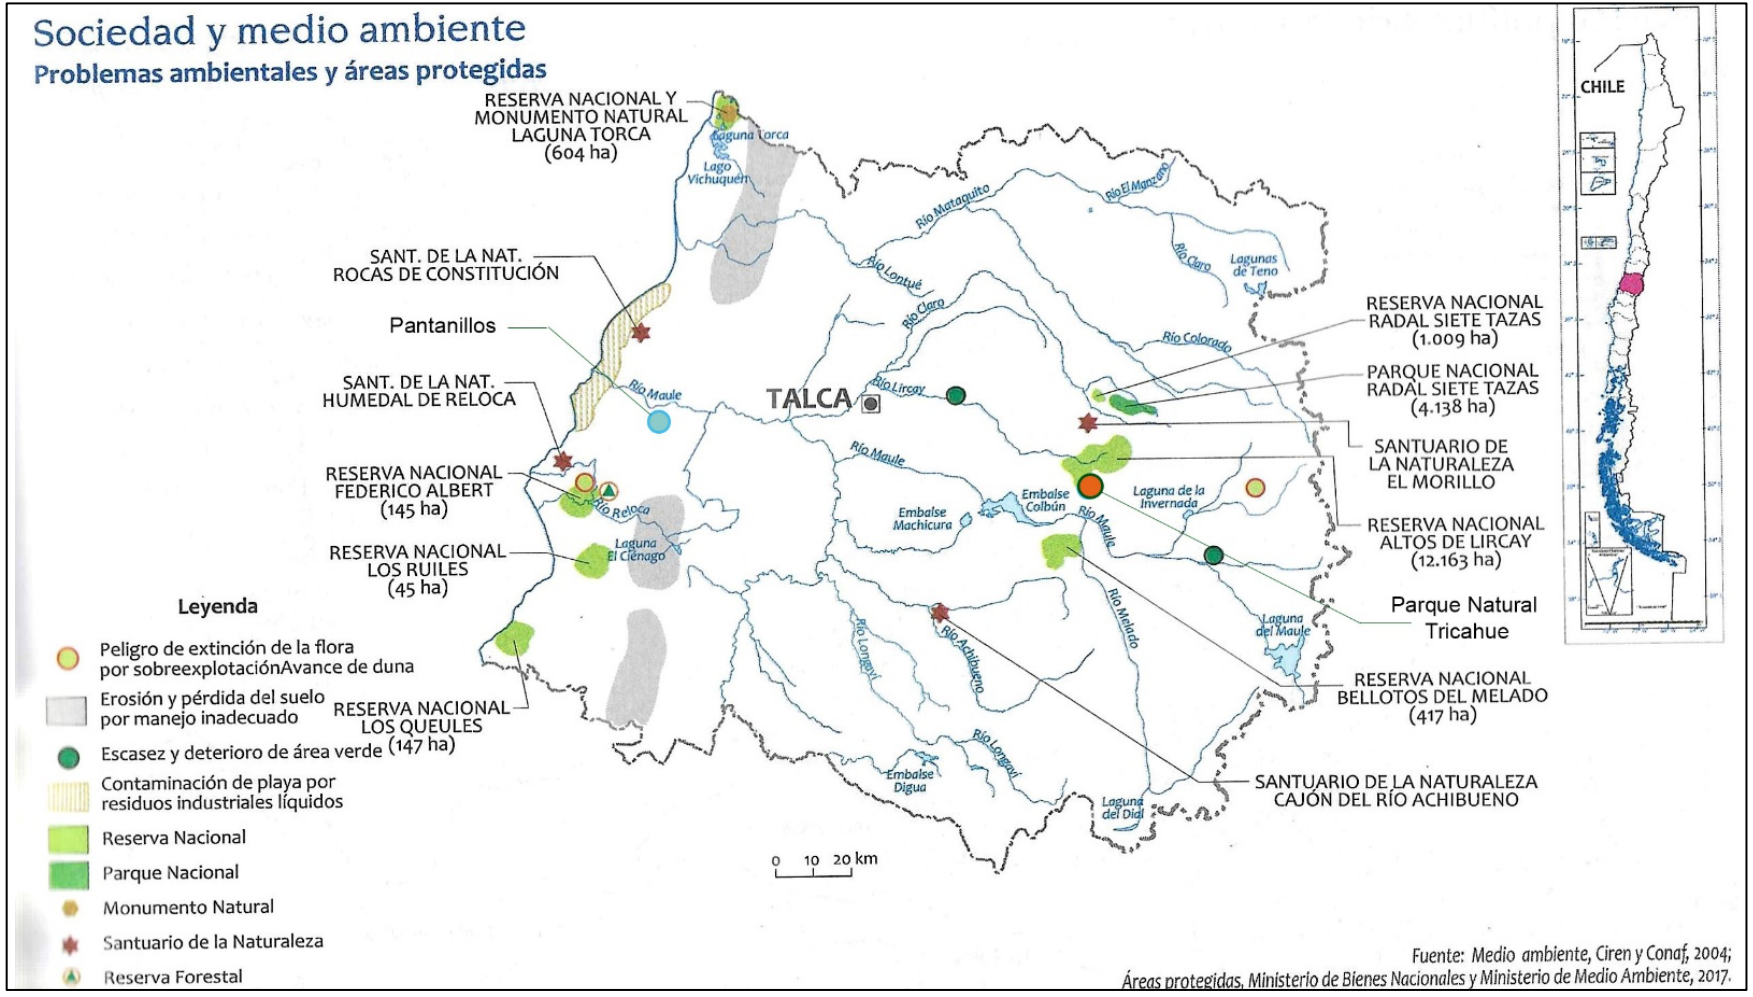 Sociedad y medio ambiente
Problemas ambientales y áreas protegidas
RESERVA NACIONAL Y
MONUMENTO NATURAL
LAGUNA TORCA
(604 ha)
Laguna Torca
Lago
Vichuquén
SANT. DE LA NAT.
ROCAS DE CONSTITUCIÓN
Pantanillos
SANT. DE LA NAT.
HUMEDAL DE RELOCA
RESERVA NACIONAL
FEDERICO ALBERT
(145 ha)
RESERVA NACIONAL
LOS RUILES
(45 ha)
RESERVA NACIONAL
LOS QUEULES
(147 ha)
Río Mataquito
Río El Manzano
Río Claro
Lagunas
de Teno
Río Lontué
Río Claro
Río Colorado
Río Maule
TALCA
Río Lircay
Río Maule
Embalse
Machicura
Embalse
Colbún
Río Maule
Laguna de la
Invernada
Río Reloca
Laguna
El Ciénago
Río Longaví
Río Achibueno
Río Melado
Laguna
del Maule
Río Longaví
Embalse
Digua
Laguna
del Dial
0 10 20 km
RESERVA NACIONAL
RADAL SIETE TAZAS
(1.009 ha)
PARQUE NACIONAL
RADAL SIETE TAZAS
(4.138 ha)
SANTUARIO DE
LA NATURALEZA
EL MORILLO
RESERVA NACIONAL
ALTOS DE LIRCAY
(12.163 ha)
Parque Natural
Tricahue
RESERVA NACIONAL
BELLOTOS DEL MELADO
(417 ha)
SANTUARIO DE LA NATURALEZA
CAJÓN DEL RÍO ACHIBUENO
CHILE
Leyenda
Peligro de extinción de la flora
por sobreexplotaciónAvance de duna
Erosión y pérdida del suelo
por manejo inadecuado
Escasez y deterioro de área verde
Contaminación de playa por
residuos industriales líquidos
Reserva Nacional
Parque Nacional
Monumento Natural
Santuario de la Naturaleza
Reserva Forestal
Fuente: Medio ambiente, Ciren y Conaf, 2004;
Áreas protegidas, Ministerio de Bienes Nacionales y Ministerio de Medio Ambiente, 2017.